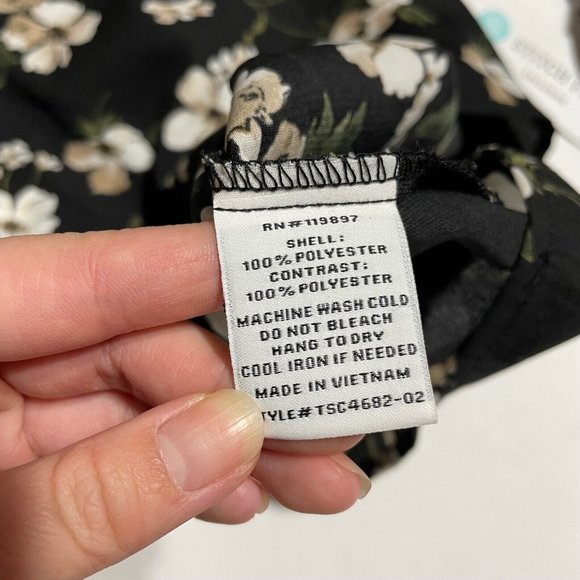 RN#119897
SHELL:
100% POLYESTER
CONTRAST:
100% POLYESTER
MACHINE WASH COLD
DO NOT BLEACH
HANG TO DRY
COOL IRON IF NEEDED
MADE IN VIETNAM
TYLE# TSC4682-02